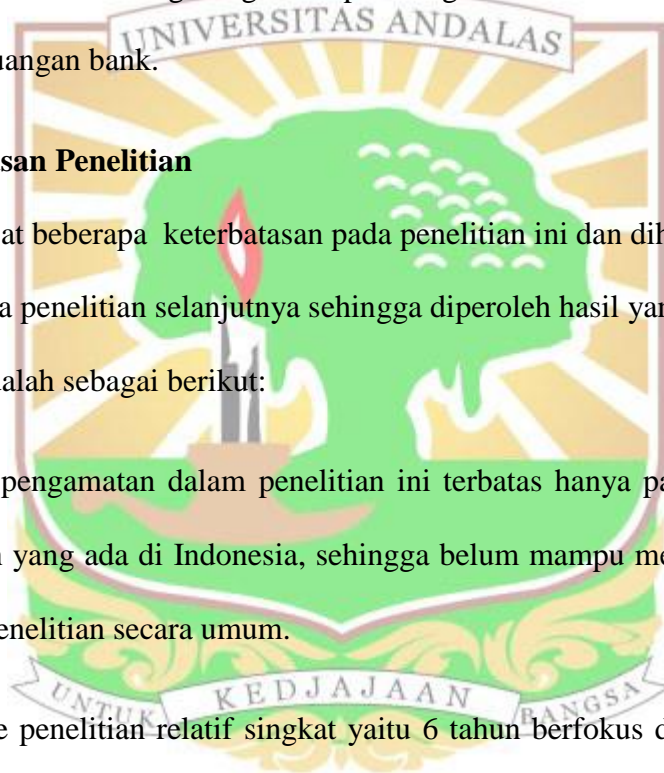 UNIVERSITAS ANDALAS
uangan bank.
san Penelitian
at beberapa keterbatasan pada penelitian ini dan dih
a penelitian selanjutnya sehingga diperoleh hasil yan
alah sebagai berikut:
pengamatan dalam penelitian ini terbatas hanya pa
n yang ada di Indonesia, sehingga belum mampu me
enelitian secara umum.
UNTUK KEDJAJAAN BANGSA
e penelitian relatif singkat yaitu 6 tahun berfokus d